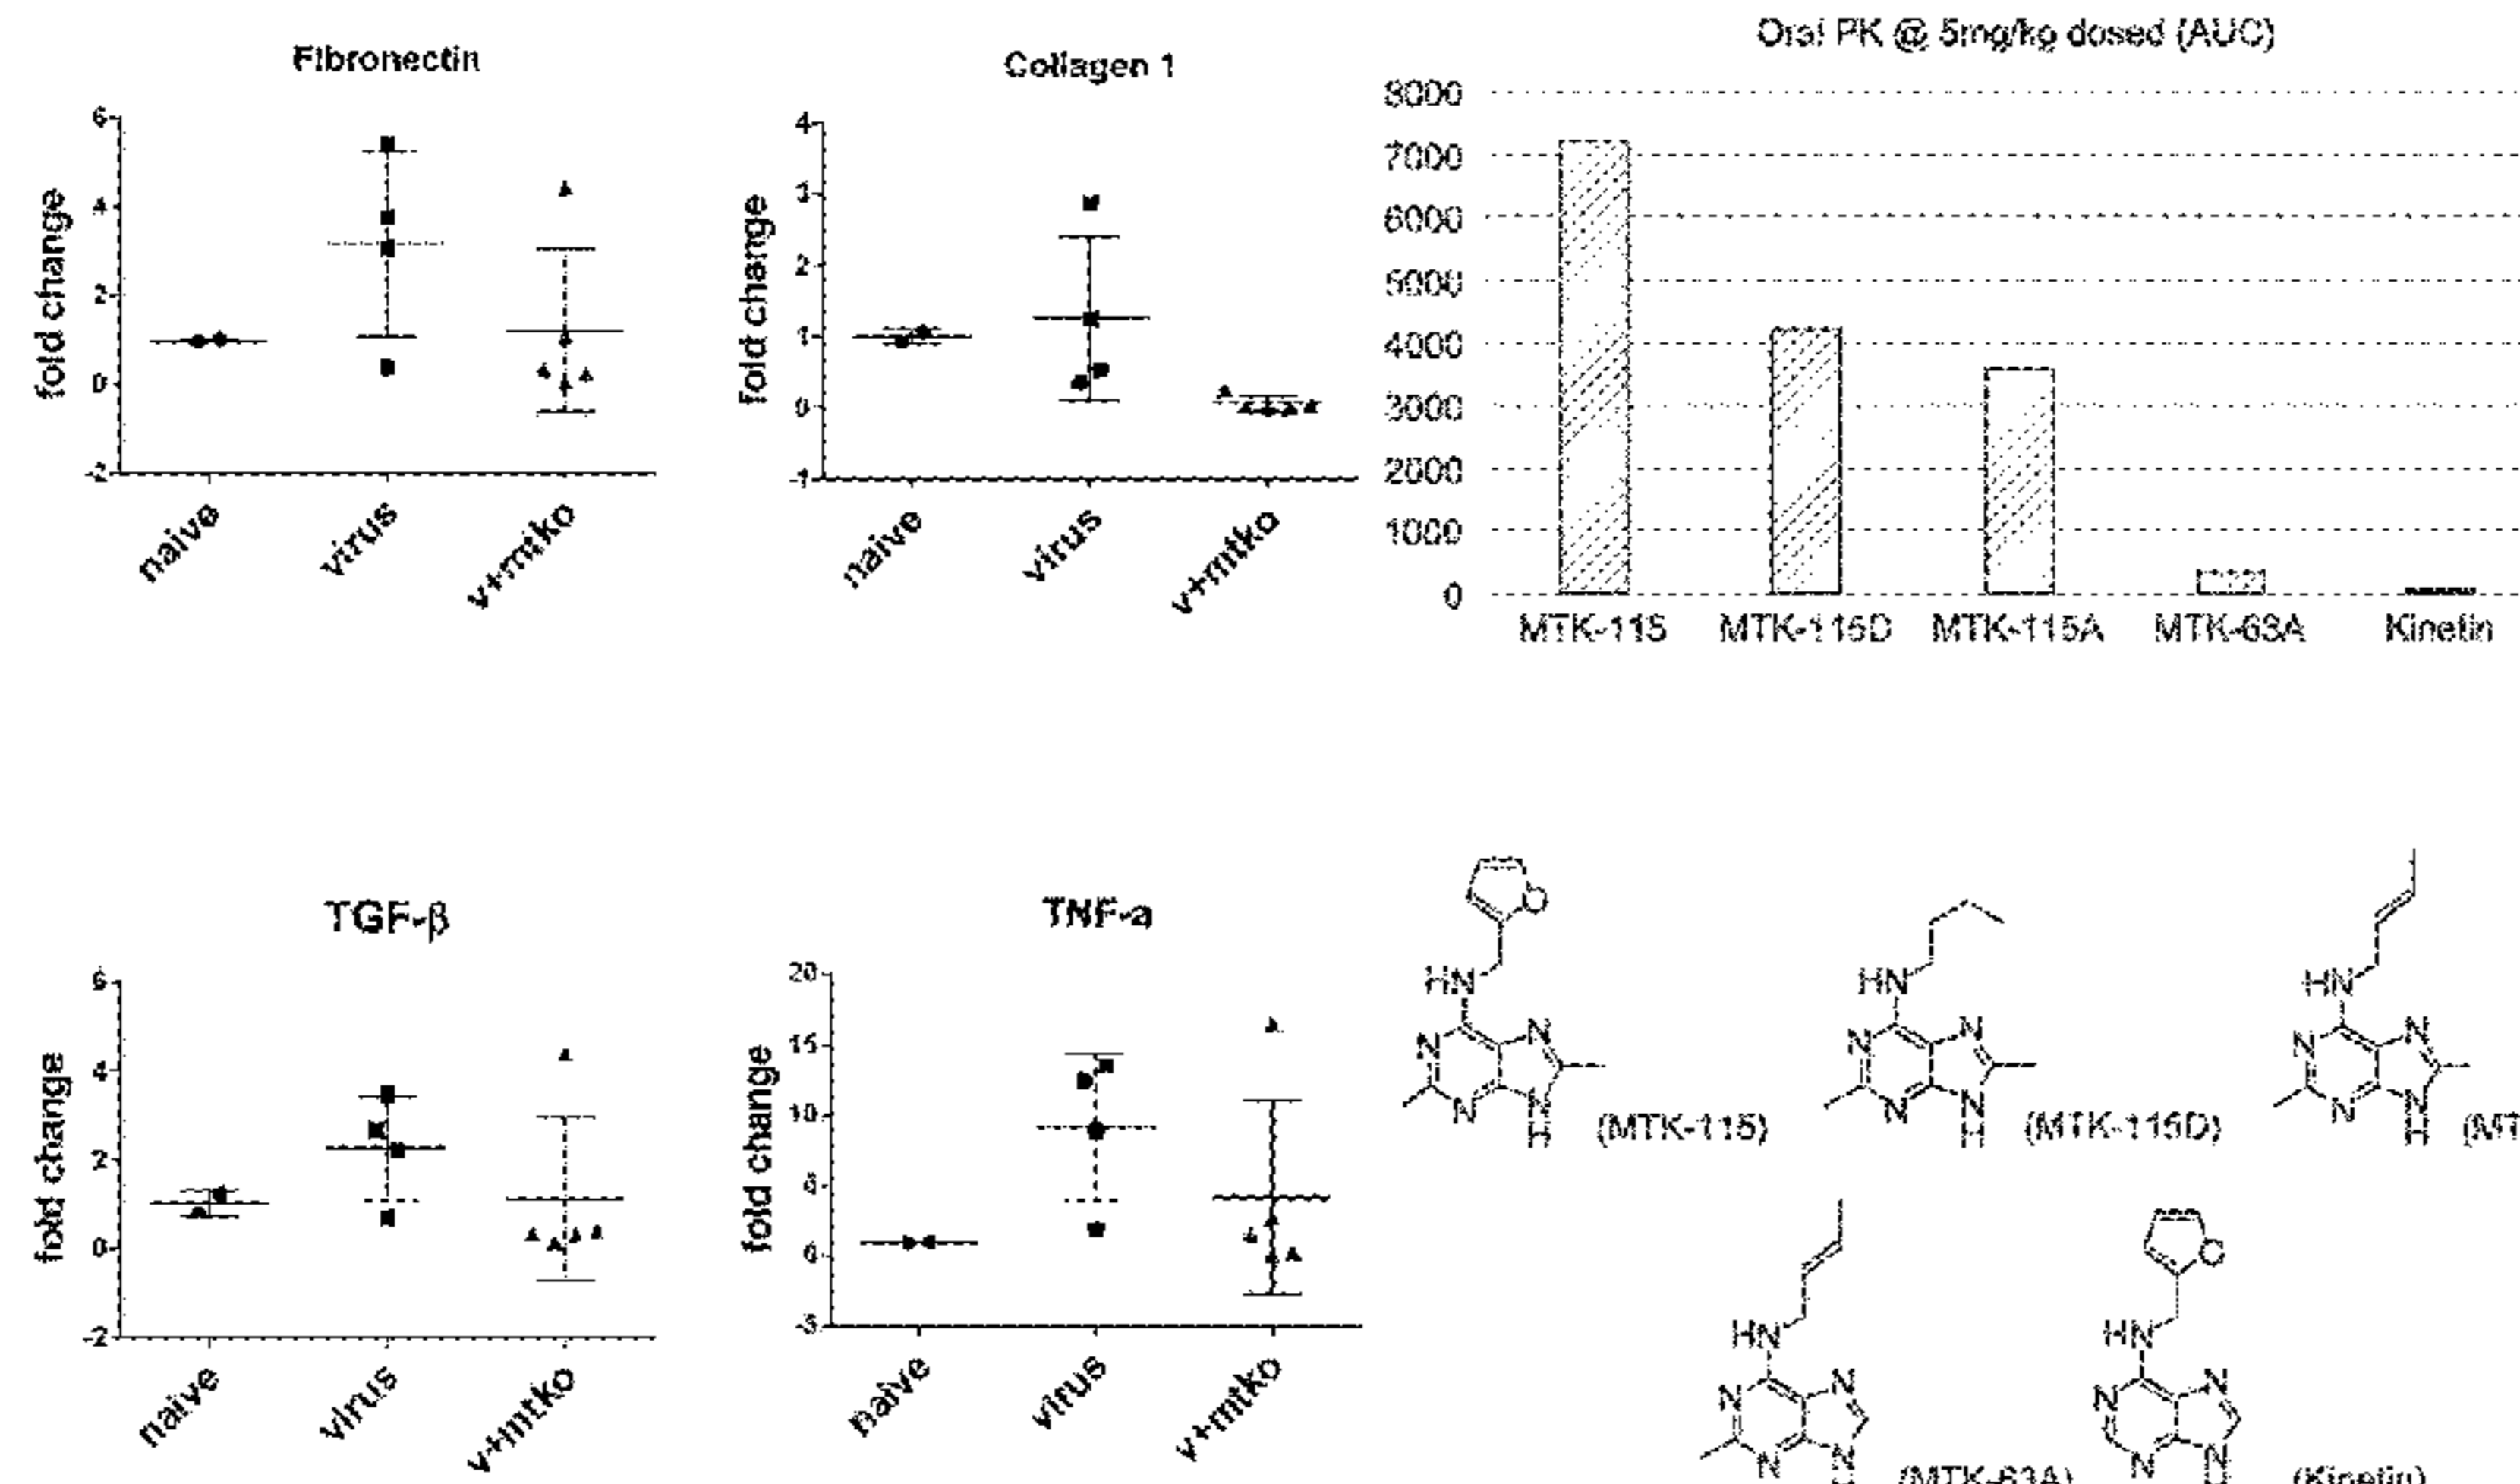 Fibronectin
fold change
6
4
2
0
-2
naive
virus
v+mtko
Collagen 1
fold change
4
3
2
1
0
-1
naive
virus
v+mtko
Oral PK @ 5mg/kg dosed (AUC)
8000
7000
6000
5000
4000
3000
2000
1000
0
MTK-115
MTK-115D
MTK-115A
MTK-63A
Kinetin
TGF-β
fold change
6
4
2
0
-2
naive
virus
v+mtko
TNF-a
fold change
20
15
10
5
0
-5
naive
virus
v+mtko
O
HN
N
N
N
N
H
(MTK-115)
HN
N
N
N
N
H
(MTK-115D)
HN
N
N
N
N
H
(MT
HN
N
N
N
N
H
(MTK-63A)
O
HN
N
N
N
N
H
(Kinetin)